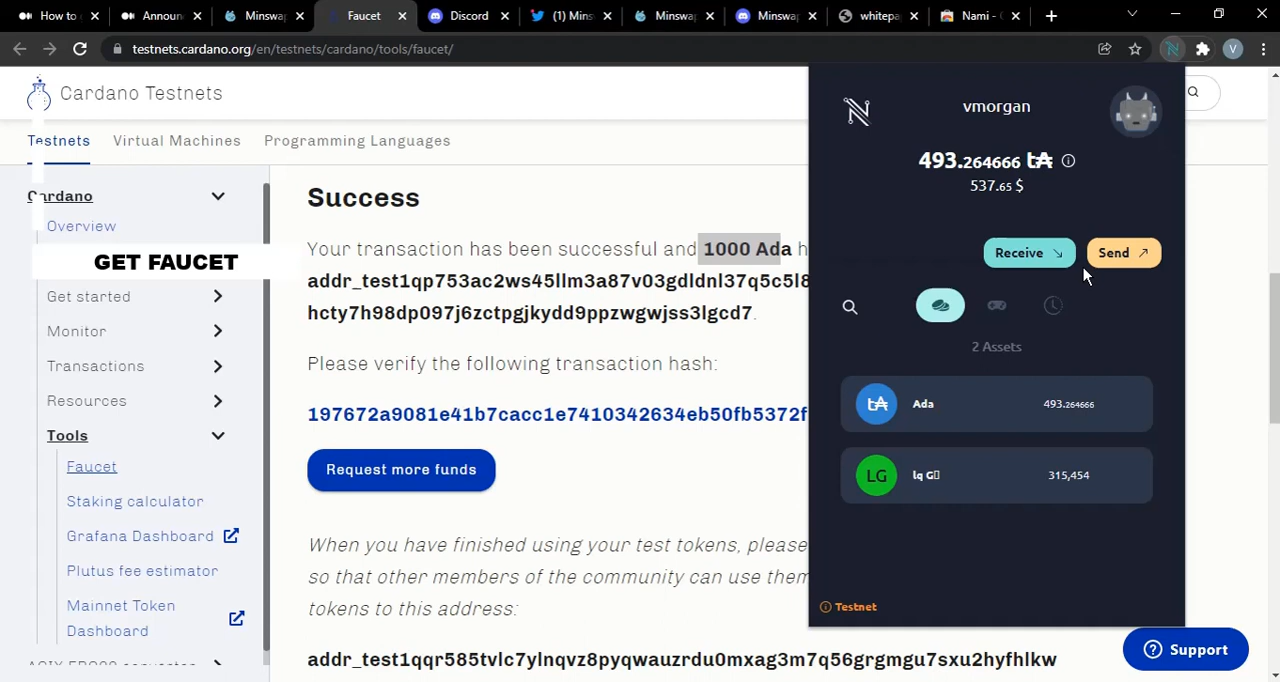 How to
Announ
Minswap
Faucet
Discord
(1) (Mins
Minswap
Minswap
whitepa
Nami -
testnets.cardano.org/en/testnets/cardano/tools/faucet/
V
Cardano Testnets
Testnets Virtual Machines Programming Languages
Cardano
Overview
GET FAUCET
Get started
Monitor
Transactions
Resources
Tools
Faucet
Staking calculator
Grafana Dashboard
Plutus fee estimator
Mainnet Token
Dashboard
Success
Your transaction has been successful and 1000 Ada h
addr_test1qp753ac2ws45llm3a87v03gdldnl37q5c5l8
hcty7h98dp097j6zctpgjkydd9ppzwgwjss3lgcd7.
Please verify the following transaction hash:
197672a9081e41b7cacc1e7410342634eb50fb5372f
Request more funds
When you have finished using your test tokens, please
so that other members of the community can use them
tokens to this address:
addr_test1qqr585tvlc7ylnqvz8pyqwauzrdu0mxag3m7q56grgmgu7sxu2hyfhlkw
vmorgan
493.264666 t₳
537.65 $
Receive
Send
2 Assets
t₳ Ada 493.264666
LG lq G 315,454
Testnet
Support